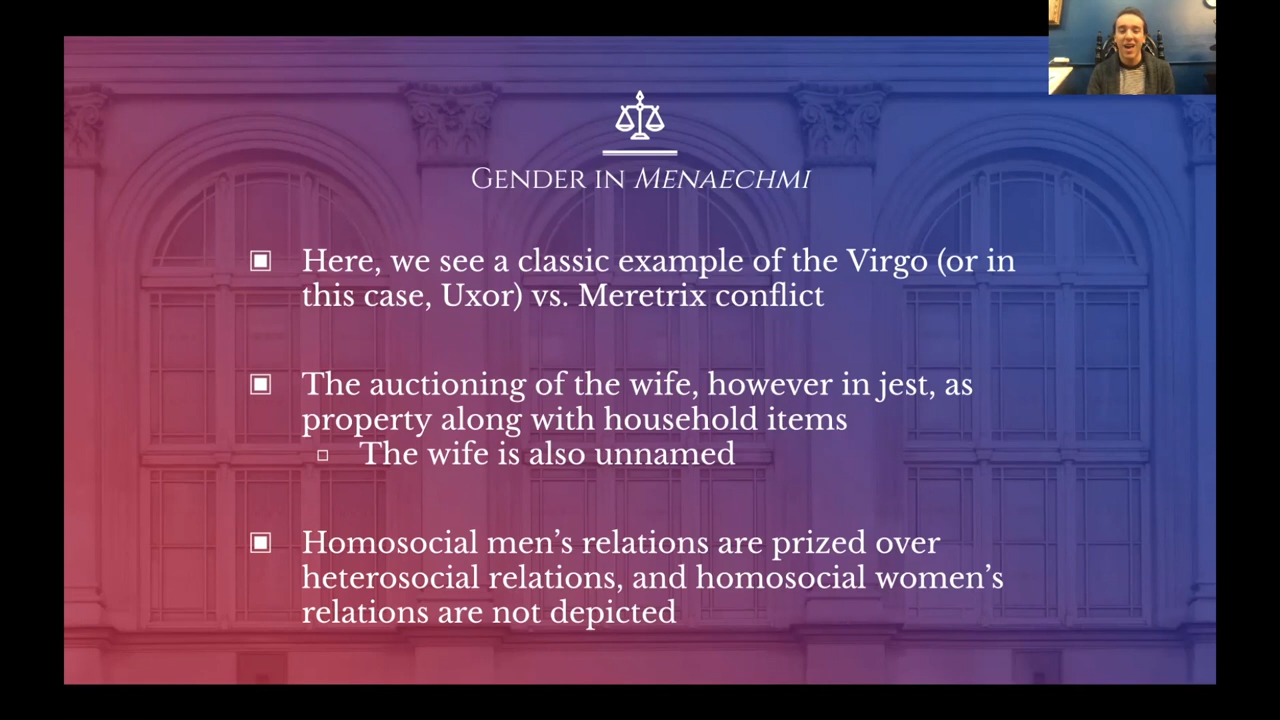 Gender in Menaechmi
Here, we see a classic example of the Virgo (or in
this case, Uxor) vs. Meretrix conflict
The auctioning of the wife, however in jest, as
property along with household items
The wife is also unnamed
Homosocial men’s relations are prized over
heterosocial relations, and homosocial women’s
relations are not depicted